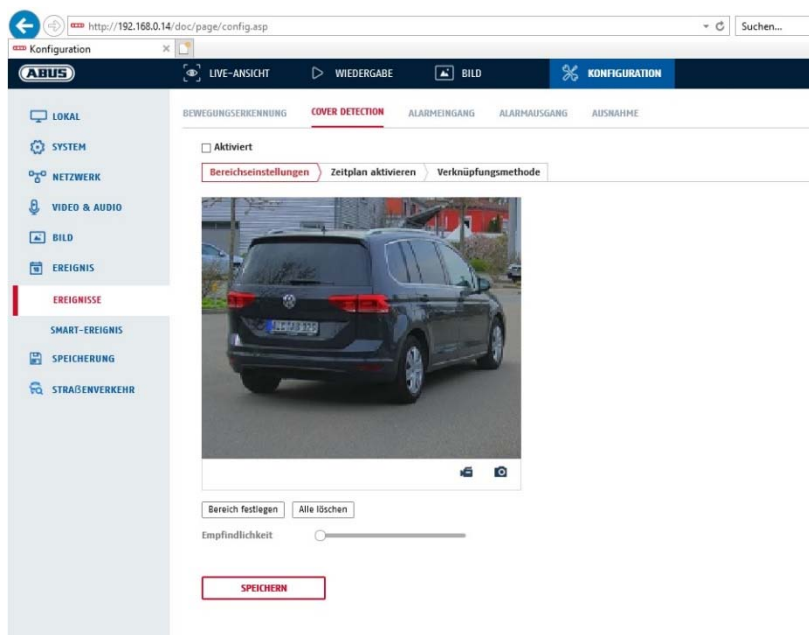 http://192.168.0.14/doc/page/config.asp
Suchen...
Konfiguration
ABUS
LIVE-ANSICHT
WIEDERGABE
BILD
KONFIGURATION
LOKAL
SYSTEM
NETZWERK
VIDEO & AUDIO
BILD
EREIGNIS
EREIGNISSE
SMART-EREIGNIS
SPEICHERUNG
STRAßENVERKEHR
BEWEGUNGSERKENNUNG
COVER DETECTION
ALARMEINGANG
ALARMAUSGANG
AUSNAHME
Aktiviert
Bereichseinstellungen
Zeitplan aktivieren
Verknüpfungsmethode
Bereich festlegen
Alle löschen
Empfindlichkeit
SPEICHERN